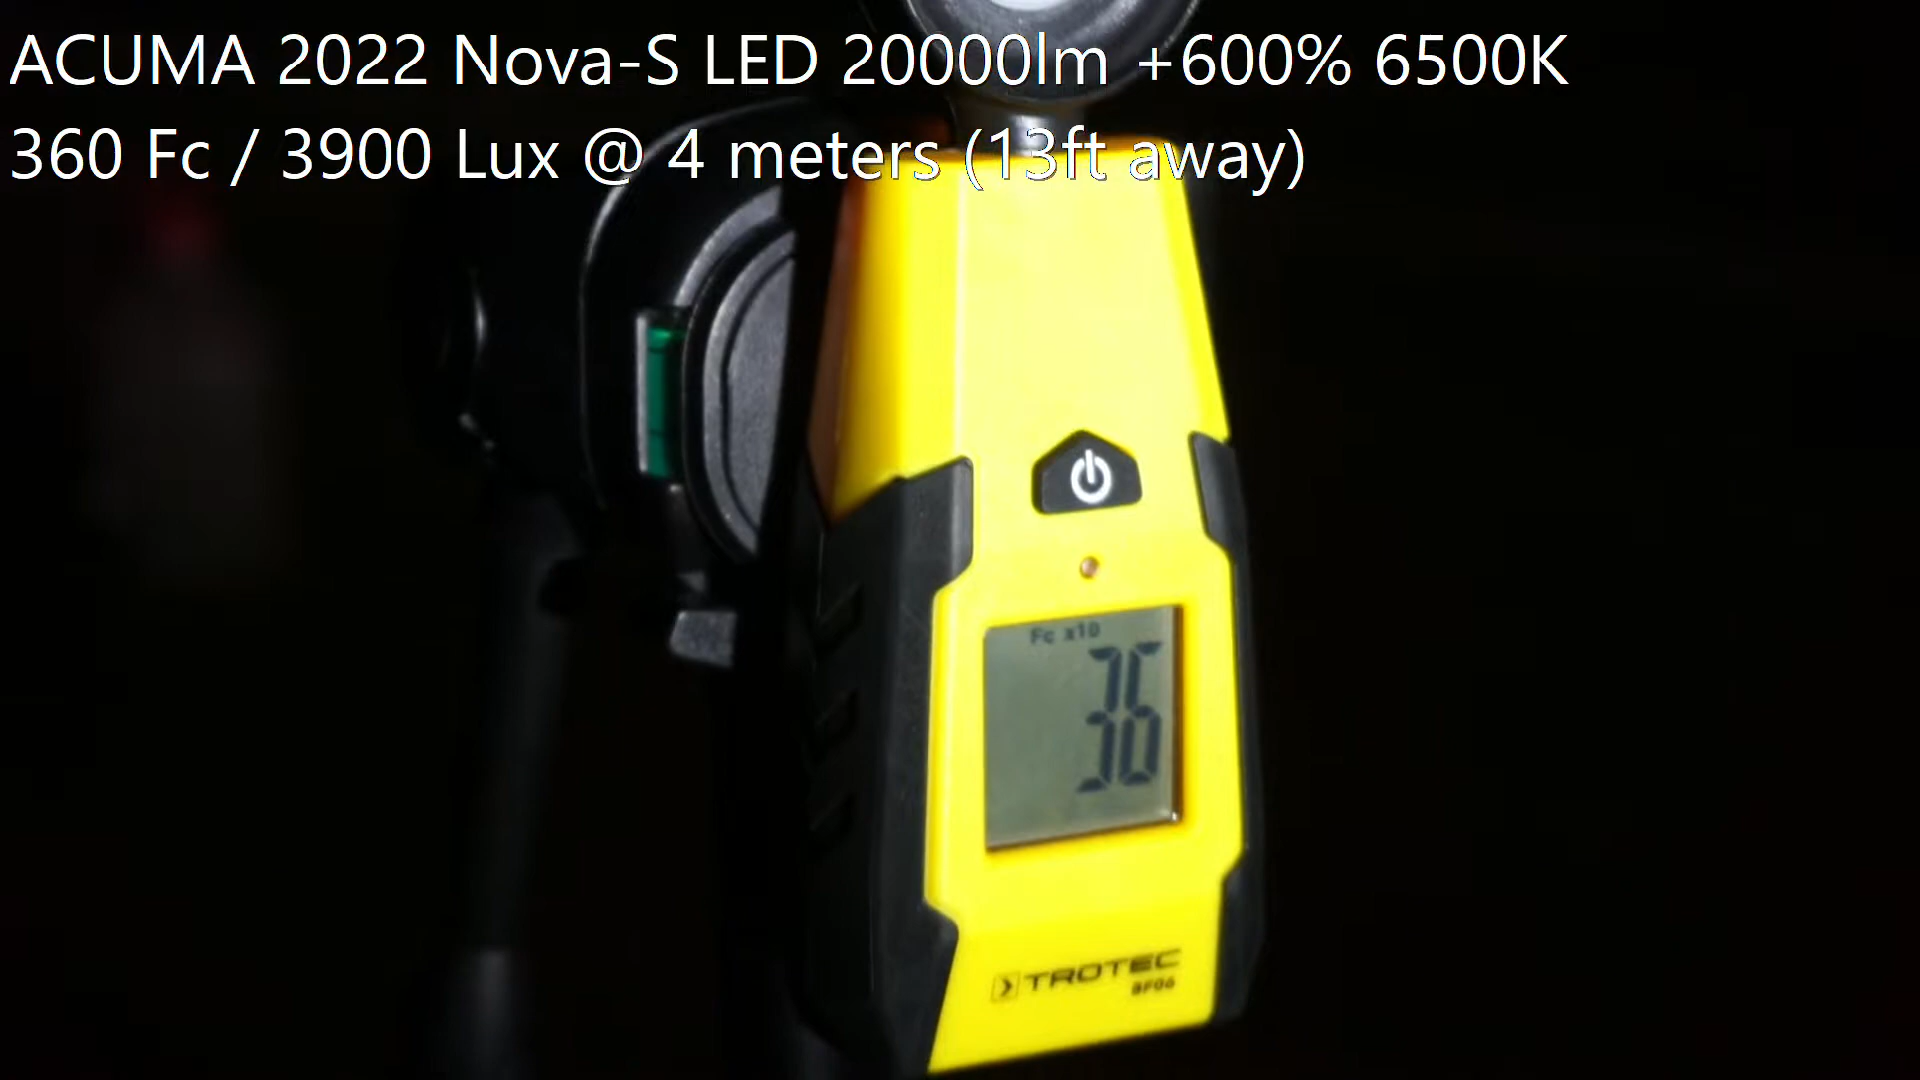 ACUMA 2022 Nova-S LED 20000lm +600% 6500K
360 Fc / 3900 Lux @ 4 meters (13ft away)
Fc x10
36
TROTEC
BF06